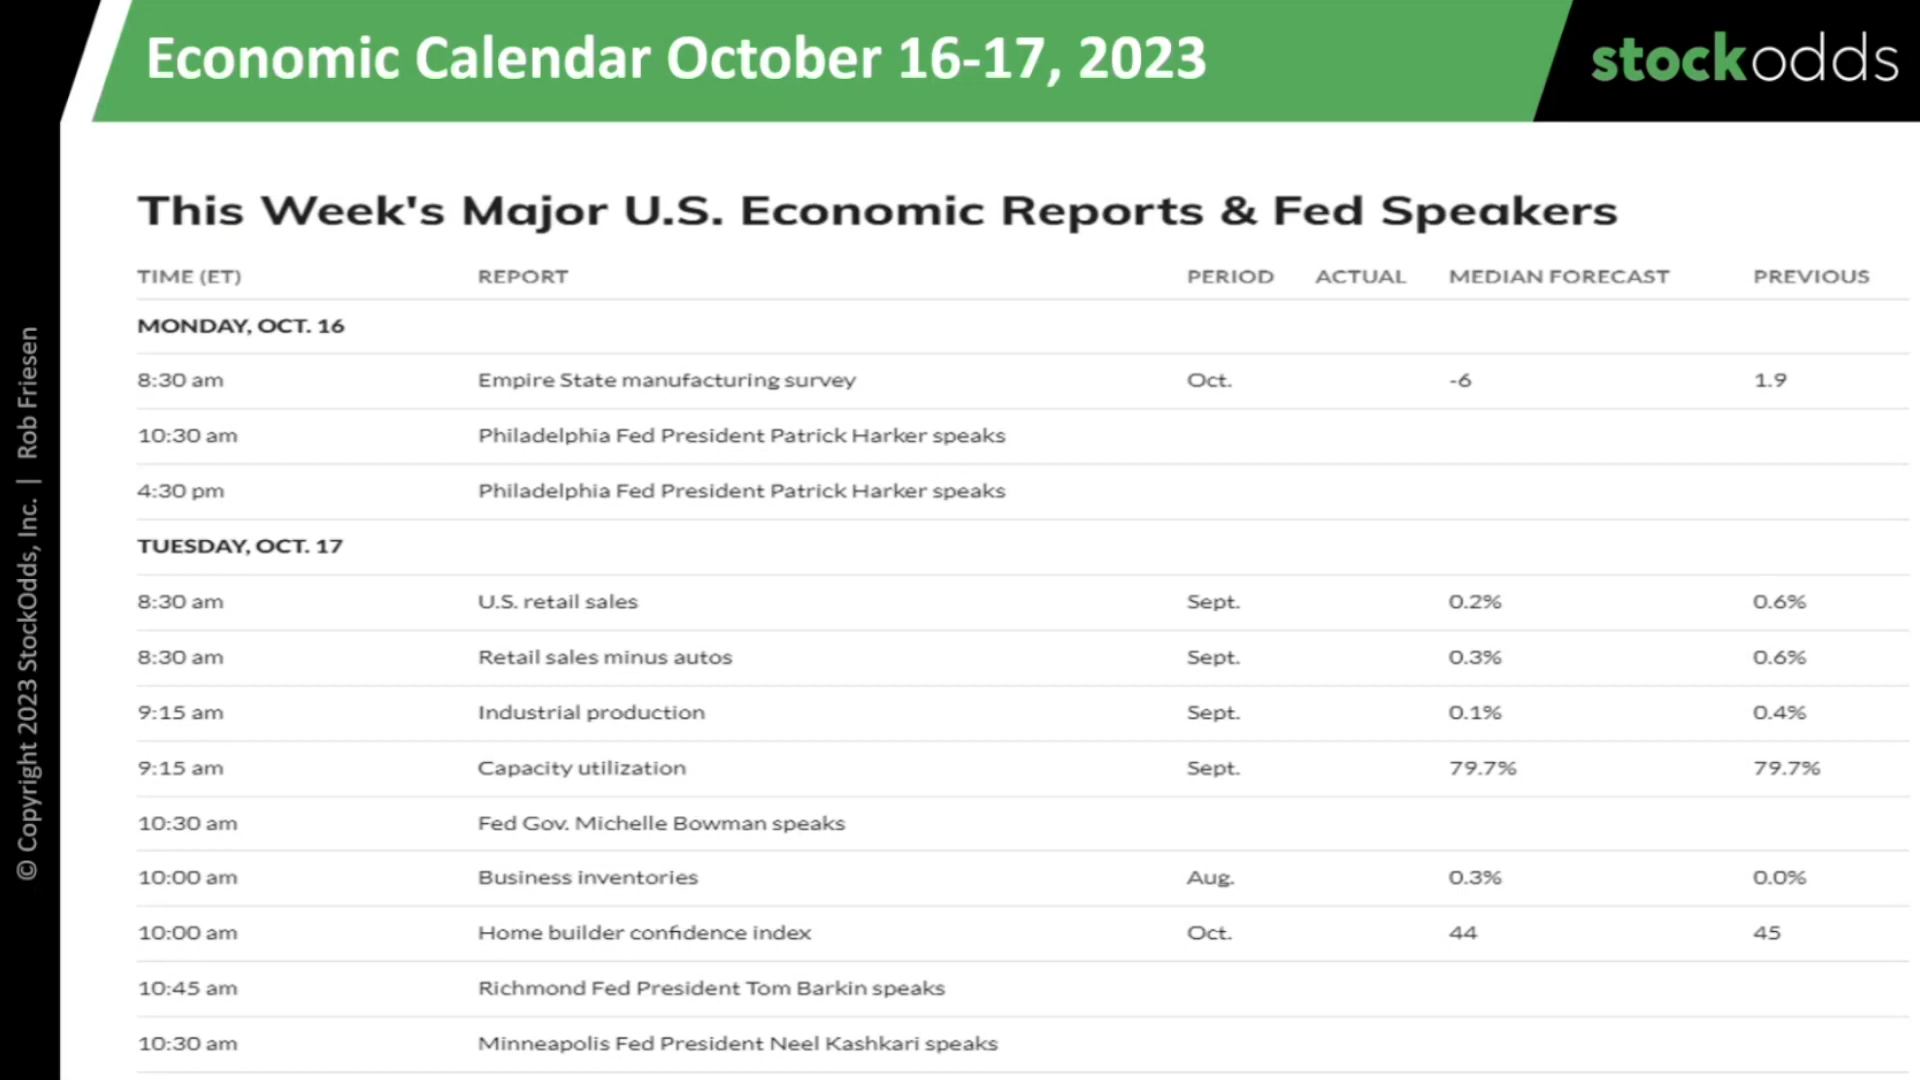 Economic Calendar October 16-17, 2023
stockodds
This Week's Major U.S. Economic Reports & Fed Speakers
TIME (ET) REPORT PERIOD ACTUAL MEDIAN FORECAST PREVIOUS
MONDAY, OCT. 16
8:30 am Empire State manufacturing survey Oct. -6 1.9
10:30 am Philadelphia Fed President Patrick Harker speaks
4:30 pm Philadelphia Fed President Patrick Harker speaks
TUESDAY, OCT. 17
8:30 am U.S. retail sales Sept. 0.2% 0.6%
8:30 am Retail sales minus autos Sept. 0.3% 0.6%
9:15 am Industrial production Sept. 0.1% 0.4%
9:15 am Capacity utilization Sept. 79.7% 79.7%
10:30 am Fed Gov. Michelle Bowman speaks
10:00 am Business inventories Aug. 0.3% 0.0%
10:00 am Home builder confidence index Oct. 44 45
10:45 am Richmond Fed President Tom Barkin speaks
10:30 am Minneapolis Fed President Neel Kashkari speaks
© Copyright 2023 StockOdds, Inc. | Rob Friesen